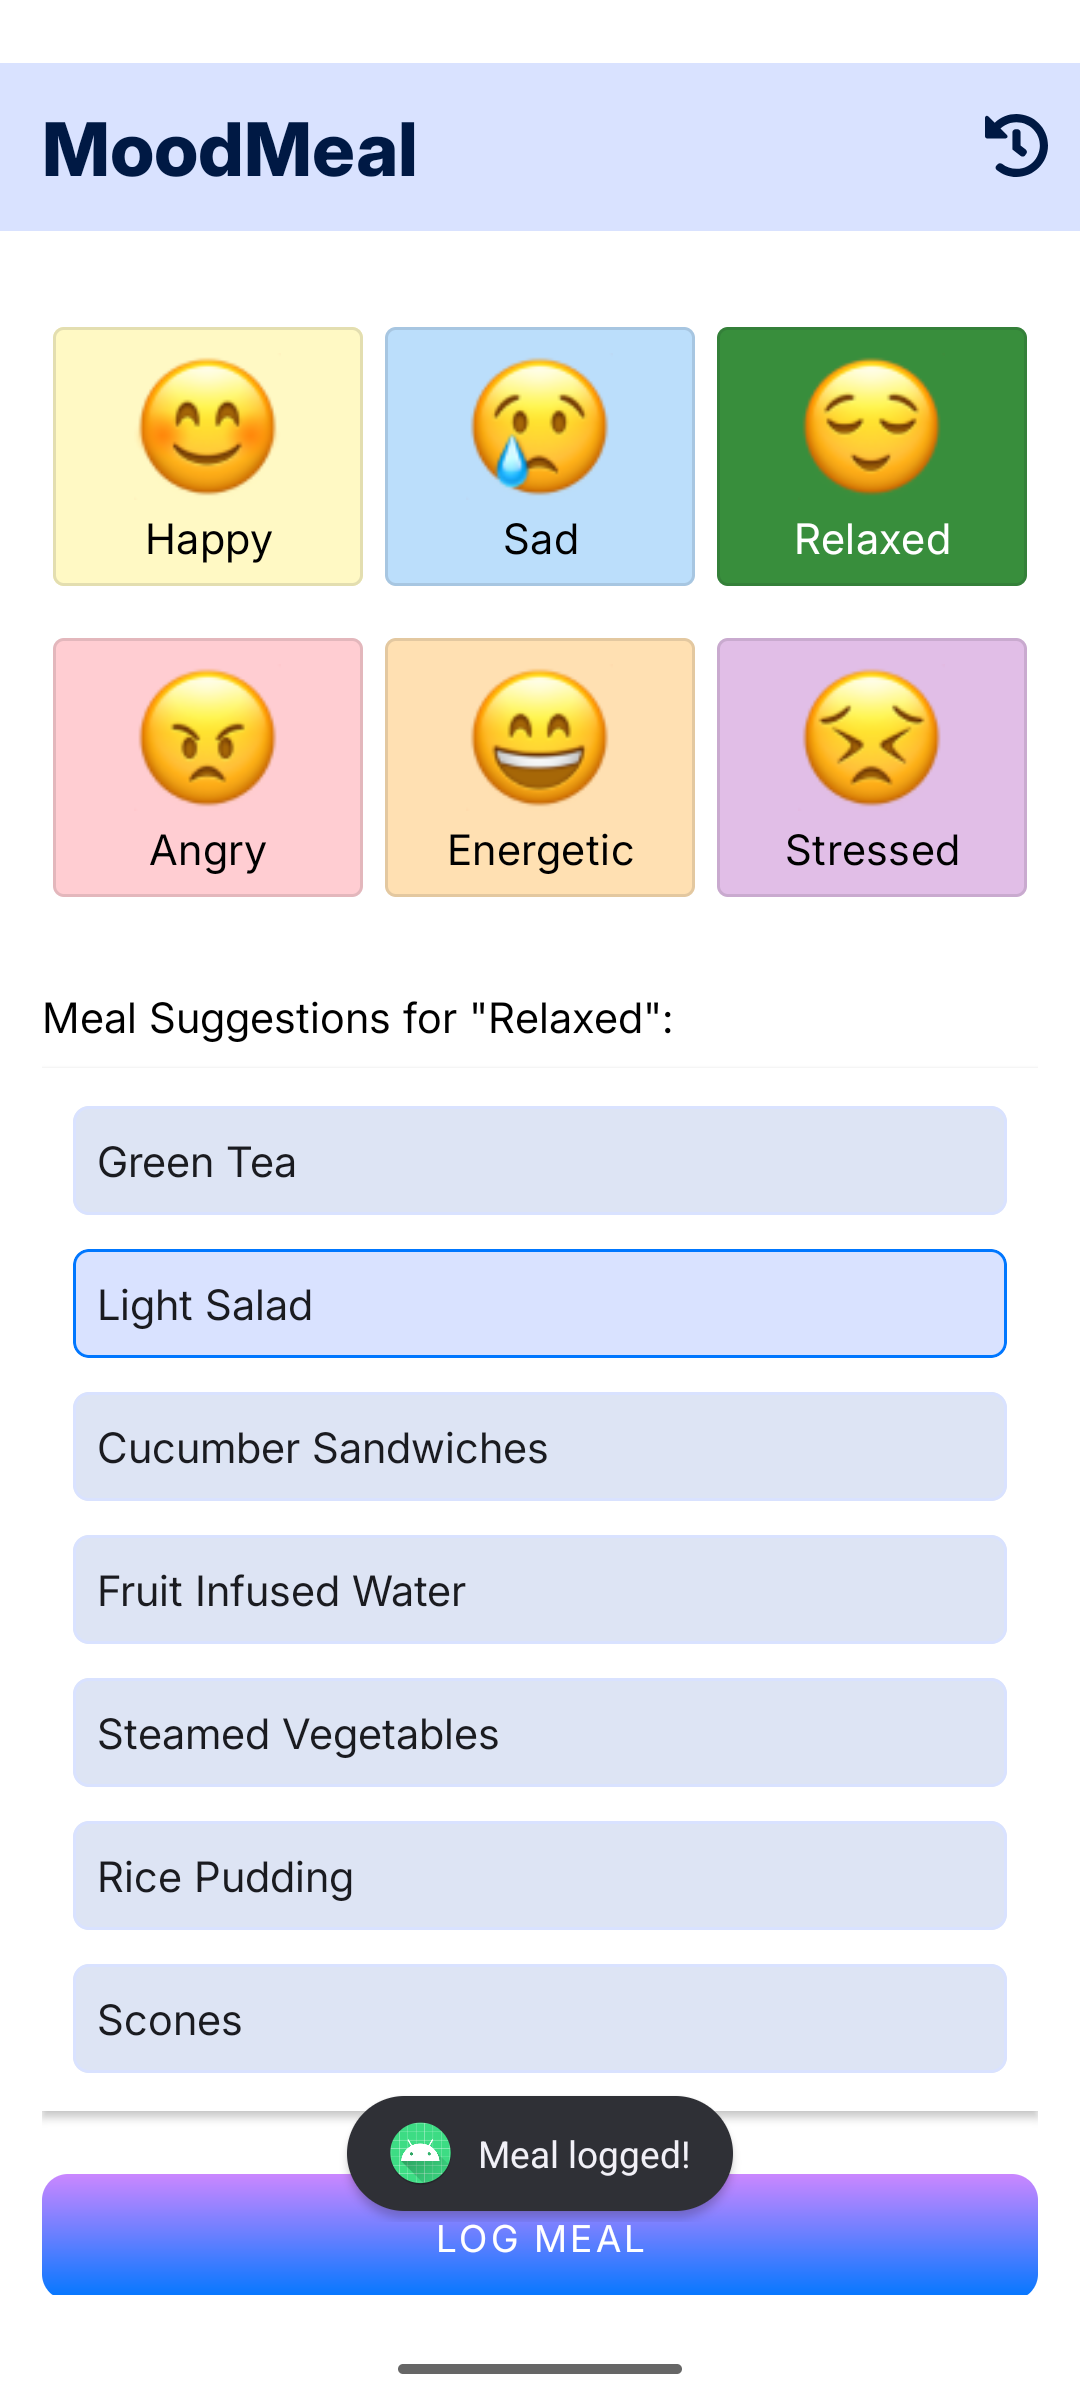 MoodMeal
Happy
Sad
Relaxed
Angry
Energetic
Stressed
Meal Suggestions for "Relaxed":
Green Tea
Light Salad
Cucumber Sandwiches
Fruit Infused Water
Steamed Vegetables
Rice Pudding
Scones
Meal logged!
LOG MEAL